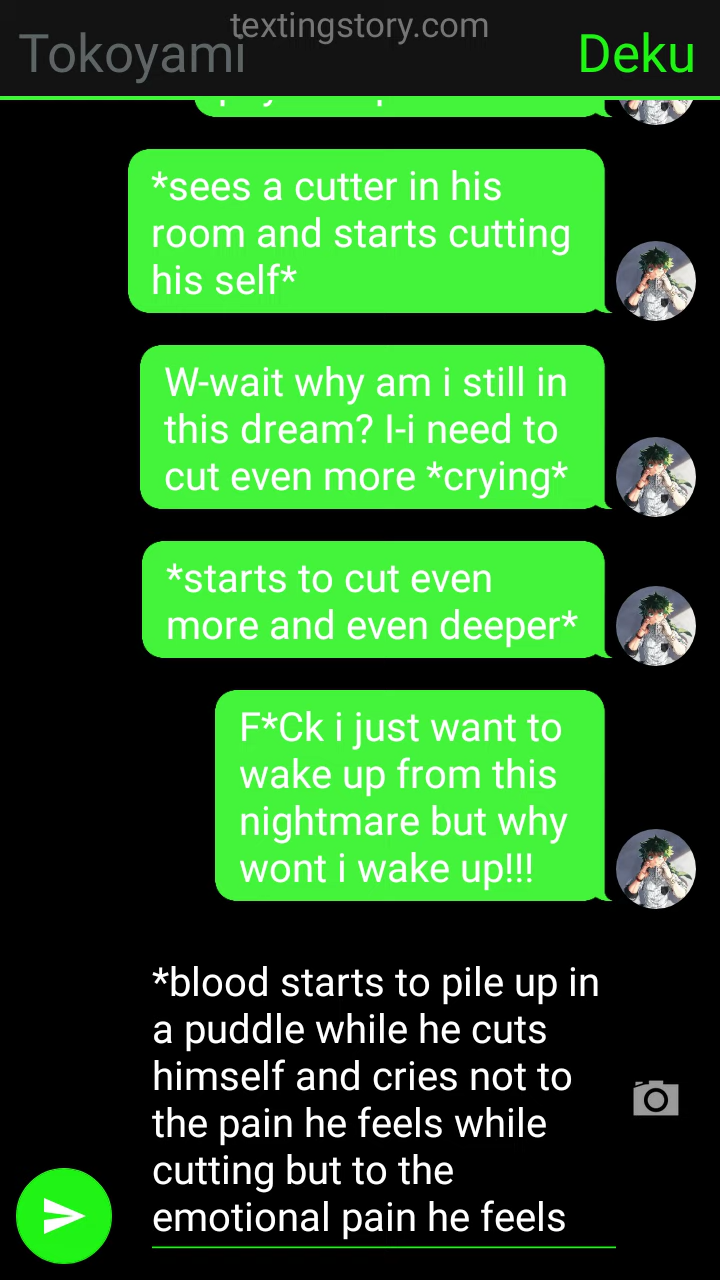 textingstory.com
Tokoyami
Deku
*sees a cutter in his
room and starts cutting
his self*
W-wait why am i still in
this dream? I-i need to
cut even more *crying*
*starts to cut even
more and even deeper*
F*Ck i just want to
wake up from this
nightmare but why
wont i wake up!!!
*blood starts to pile up in
a puddle while he cuts
himself and cries not to
the pain he feels while
cutting but to the
emotional pain he feels